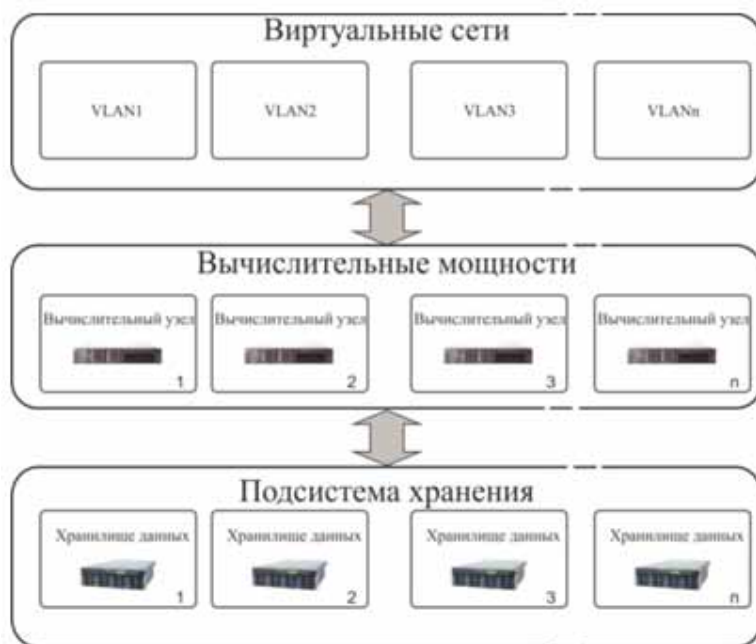 Виртуальные сети
VLAN1 VLAN2 VLAN3 VLANn
Вычислительные мощности
Вычислительный узел Вычислительный узел Вычислительный узел Вычислительный узел
1 2 3 n
Подсистема хранения
Хранилище данных Хранилище данных Хранилище данных Хранилище данных
1 2 3 n